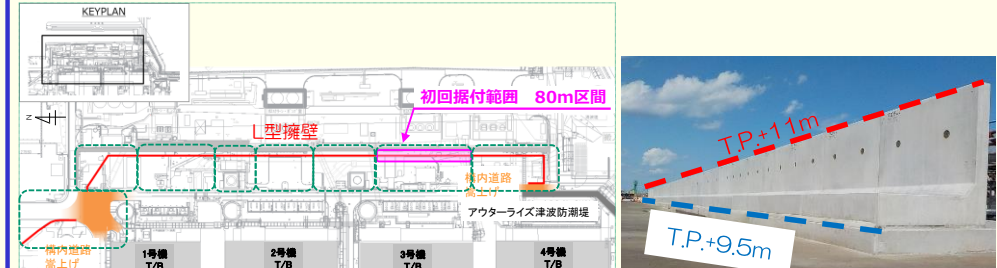 KEYPLAN
N
初回据付範囲　80m区間
L型擁壁
構内道路
嵩上げ
アウターライズ津波防潮堤
構内道路
嵩上げ
1号機
T/B
2号機
T/B
3号機
T/B
4号機
T/B
T.P.+11m
T.P.+9.5m